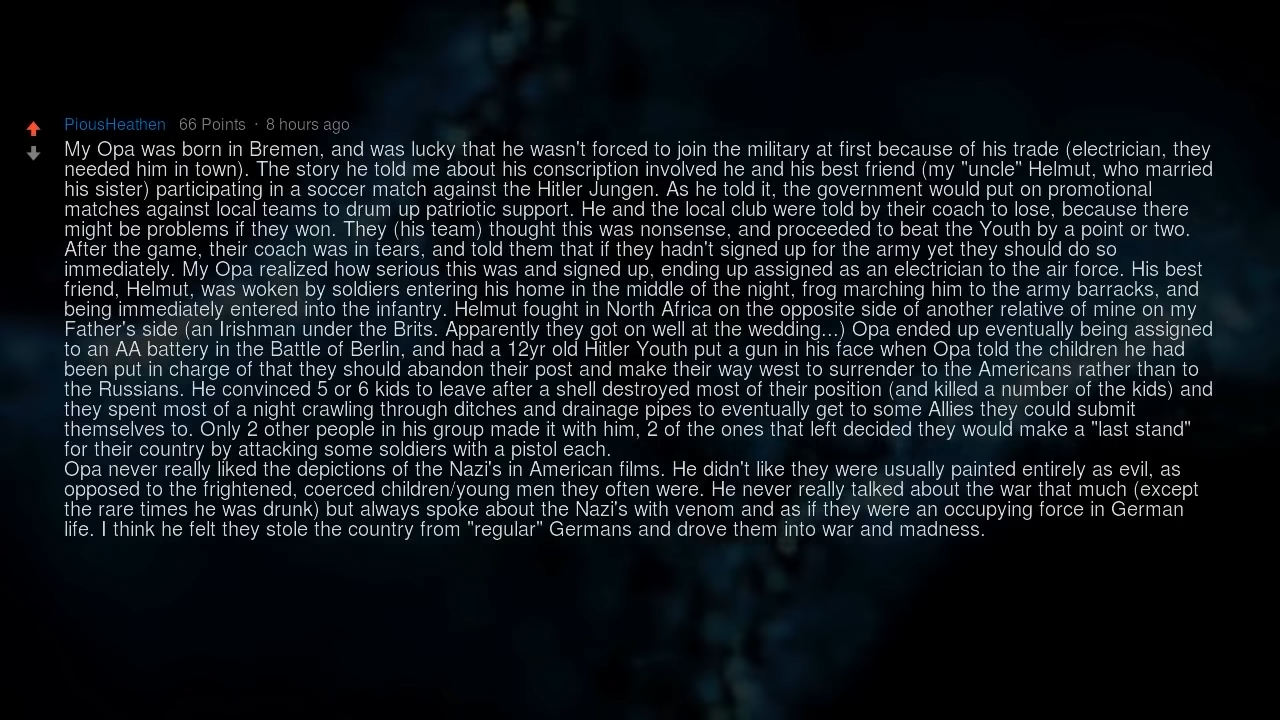 PiousHeathen 66 Points · 8 hours ago
My Opa was born in Bremen, and was lucky that he wasn't forced to join the military at first because of his trade (electrician, they
needed him in town). The story he told me about his conscription involved he and his best friend (my "uncle" Helmut, who married
his sister) participating in a soccer match against the Hitler Jungen. As he told it, the government would put on promotional
matches against local teams to drum up patriotic support. He and the local club were told by their coach to lose, because there
might be problems if they won. They (his team) thought this was nonsense, and proceeded to beat the Youth by a point or two.
After the game, their coach was in tears, and told them that if they hadn't signed up for the army yet they should do so
immediately. My Opa realized how serious this was and signed up, ending up assigned as an electrician to the air force. His best
friend, Helmut, was woken by soldiers entering his home in the middle of the night, frog marching him to the army barracks, and
being immediately entered into the infantry. Helmut fought in North Africa on the opposite side of another relative of mine on my
Father's side (an Irishman under the Brits. Apparently they got on well at the wedding...) Opa ended up eventually being assigned
to an AA battery in the Battle of Berlin, and had a 12yr old Hitler Youth put a gun in his face when Opa told the children he had
been put in charge of that they should abandon their post and make their way west to surrender to the Americans rather than to
the Russians. He convinced 5 or 6 kids to leave after a shell destroyed most of their position (and killed a number of the kids) and
they spent most of a night crawling through ditches and drainage pipes to eventually get to some Allies they could submit
themselves to. Only 2 other people in his group made it with him, 2 of the ones that left decided they would make a "last stand"
for their country by attacking some soldiers with a pistol each.
Opa never really liked the depictions of the Nazi's in American films. He didn't like they were usually painted entirely as evil, as
opposed to the frightened, coerced children/young men they often were. He never really talked about the war that much (except
the rare times he was drunk) but always spoke about the Nazi's with venom and as if they were an occupying force in German
life. I think he felt they stole the country from "regular" Germans and drove them into war and madness.